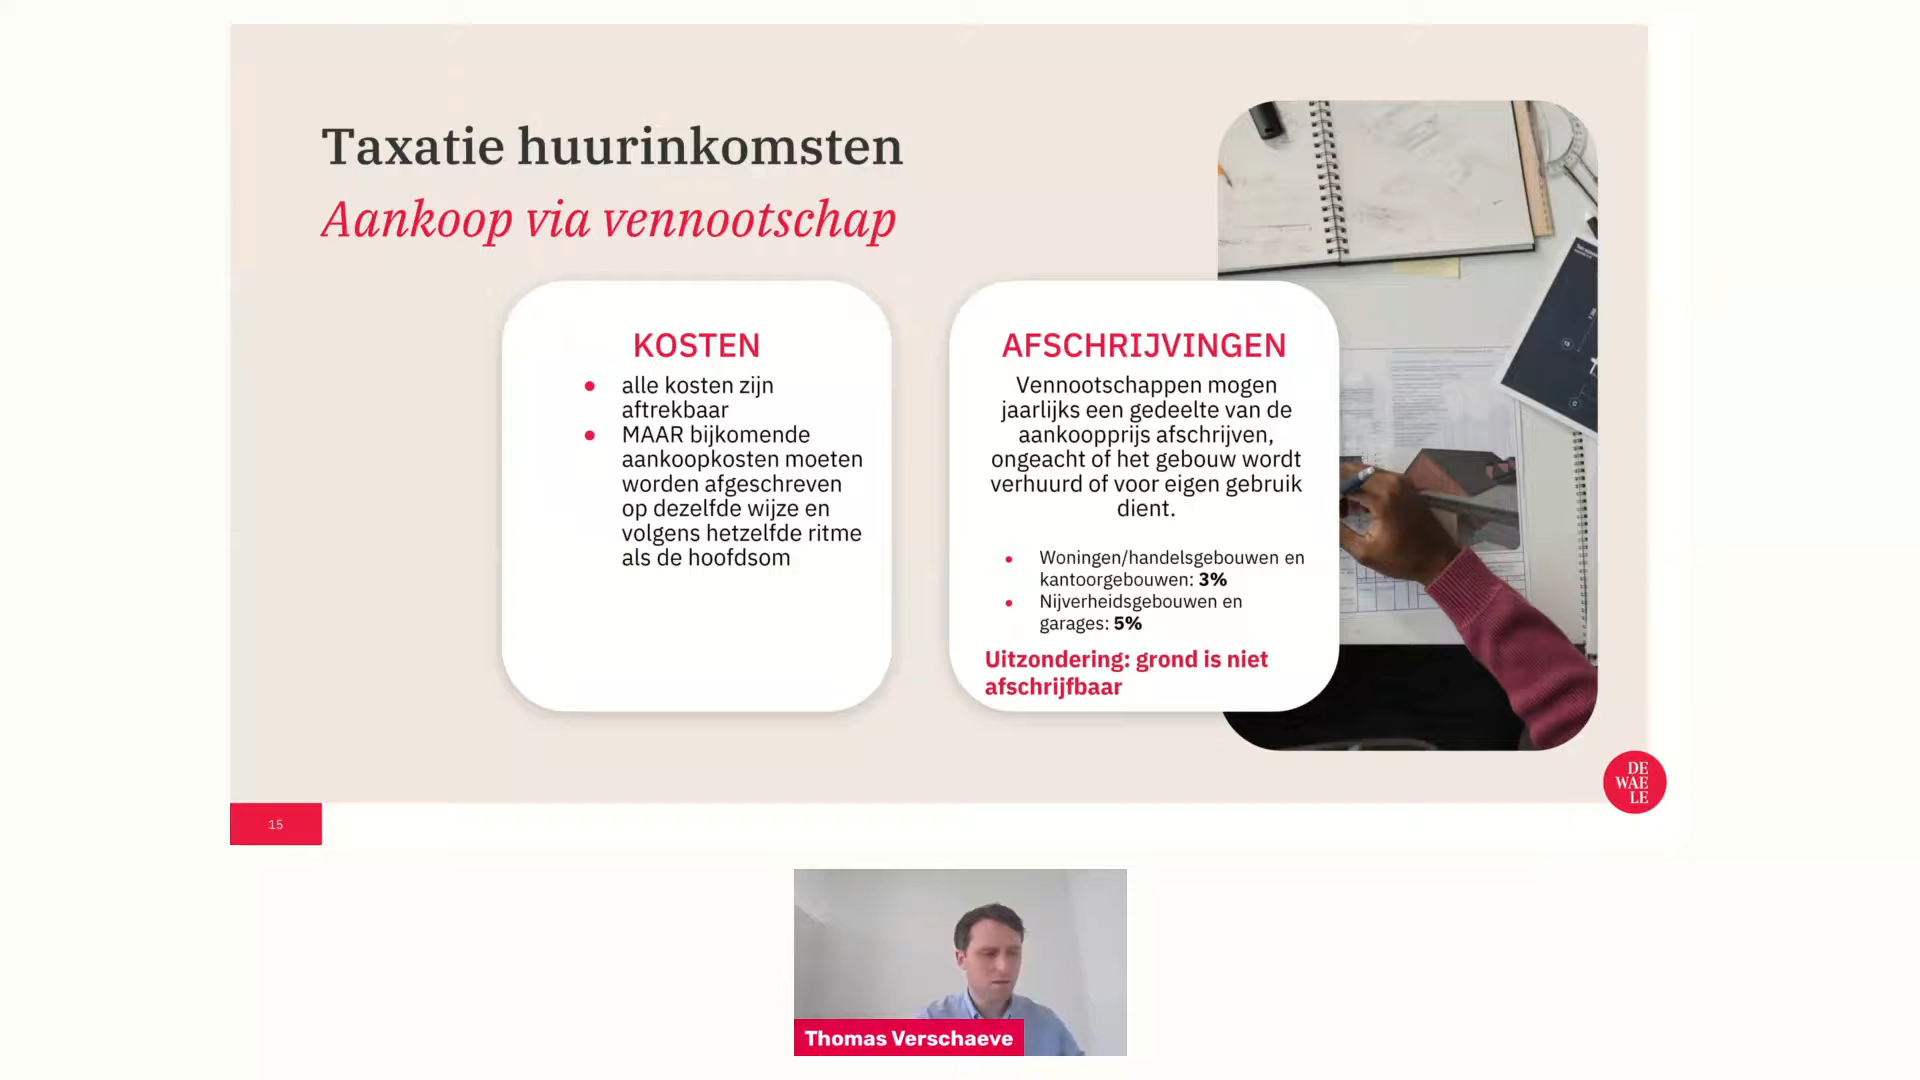 Taxatie huurinkomsten
Aankoop via vennootschap
KOSTEN
• alle kosten zijn
aftrekbaar
• MAAR bijkomende
aankoopkosten moeten
worden afgeschreven
op dezelfde wijze en
volgens hetzelfde ritme
als de hoofdsom
AFSCHRIJVINGEN
Vennootschappen mogen
jaarlijks een gedeelte van de
aankoopprijs afschrijven,
ongeacht of het gebouw wordt
verhuurd of voor eigen gebruik
dient.
• Woningen/handelsgebouwen en
kantoorgebouwen: 3%
• Nijverheidsgebouwen en
garages: 5%
Uitzondering: grond is niet
afschrijfbaar
DE
WAE
LE
15
Thomas Verschaeve